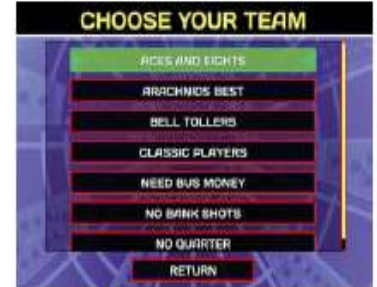 CHOOSE YOUR TEAM
ACES AND EIGHTS
ARACHNIDS BEST
BELL TOLLERS
CLASSIC PLAYERS
NEED BUS MONEY
NO BANK SHOTS
NO QUARTER
RETURN